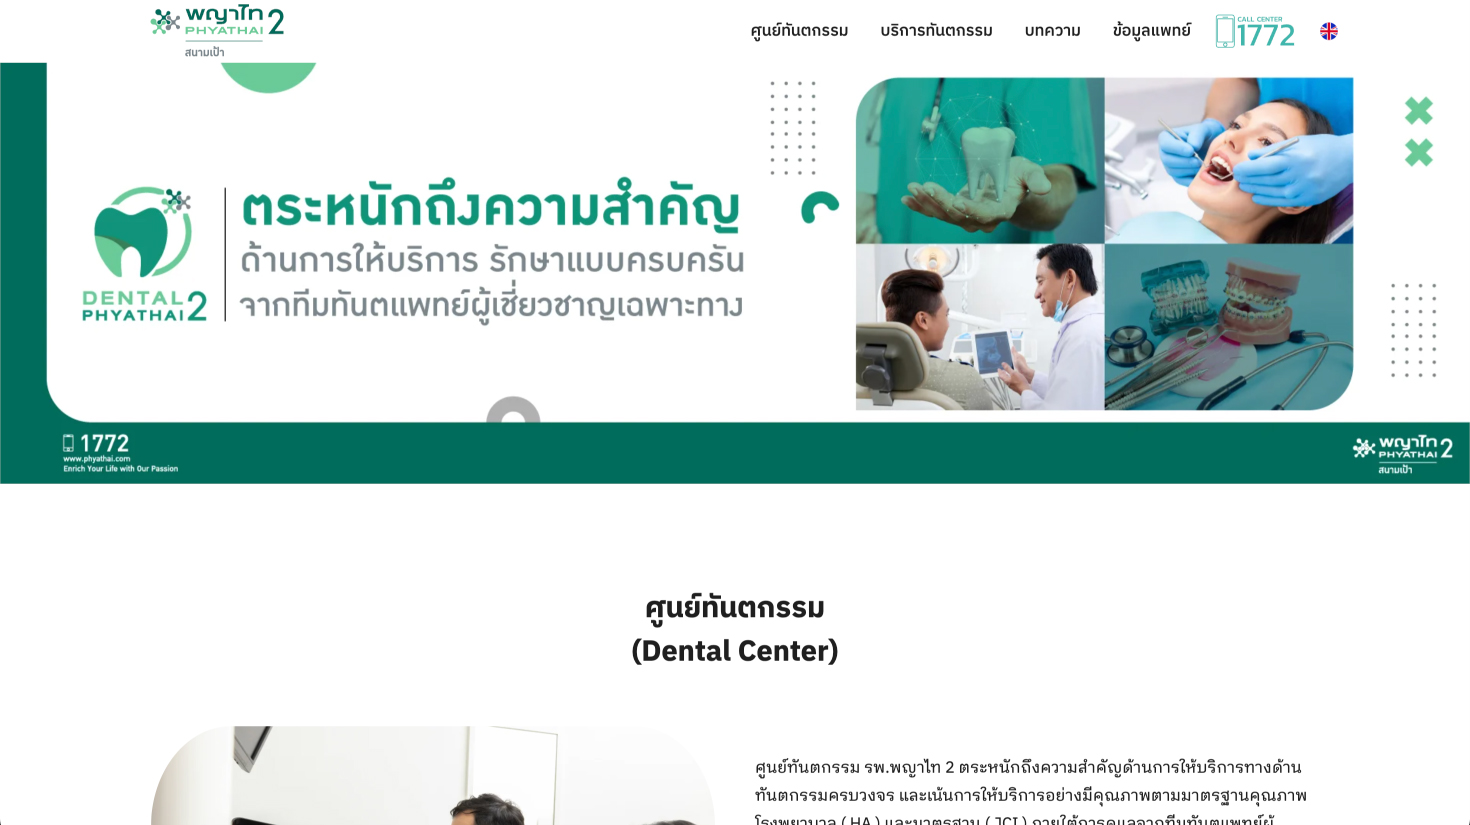 พญาไท 2
PHYATHAI
สนามเป้า
ศูนย์ทันตกรรม
บริการทันตกรรม
บทความ
ข้อมูลแพทย์
CALL CENTER
1772
ตระหนักถึงความสำคัญ
ด้านการให้บริการ รักษาแบบครบครัน
จากทีมทันตแพทย์ผู้เชี่ยวชาญเฉพาะทาง
DENTAL 2
PHYATHAI
1772
www.phyathai.com
Enrich Your Life with Our Passion
พญาไท 2
PHYATHAI
สนามเป้า
ศูนย์ทันตกรรม
(Dental Center)
ศูนย์ทันตกรรม รพ.พญาไท 2 ตระหนักถึงความสำคัญด้านการให้บริการทางด้าน
ทันตกรรมครบวงจร และเน้นการให้บริการอย่างมีคุณภาพตามมาตรฐานคุณภาพ
โรงพยาบาล ( HA ) และมาตรฐาน ( JCI ) ภายใต้การดูแลจากทีมทันตแพทย์ผู้